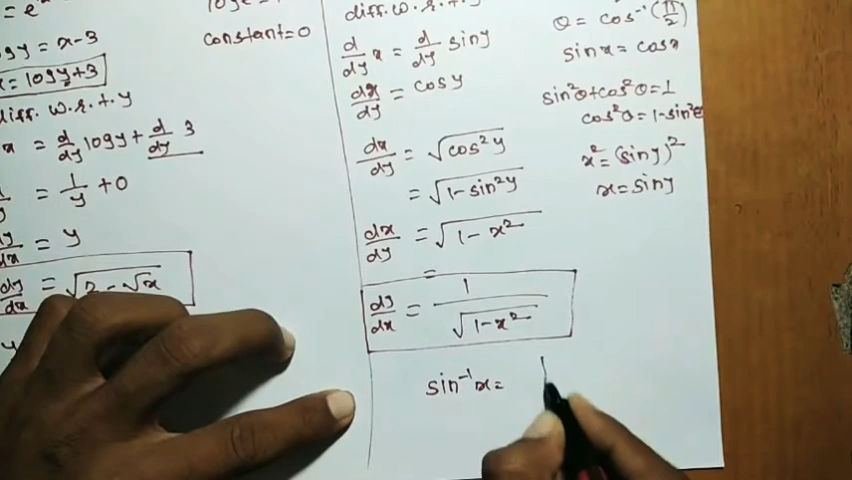 = e
log y = x-3
x = log y + 3
diff. w.r.t. y
x = d/dy log y + d/dy 3
= 1/y + 0
dy/dx = y
dy/dx =
constant = 0
diff. w.r.t. y
d/dy x = d/dy sin y
dx/dy = cos y
dx/dy = √cos²y
= √1-sin²y
dx/dy = √1-x²
=
dy/dx = 1/√1-x²
sin⁻¹x =
θ = cos⁻¹(π/2)
sin x = cos x
sin²θ+cos²θ=1
cos²θ=1-sin²θ
x² = (sin y)²
x = sin y